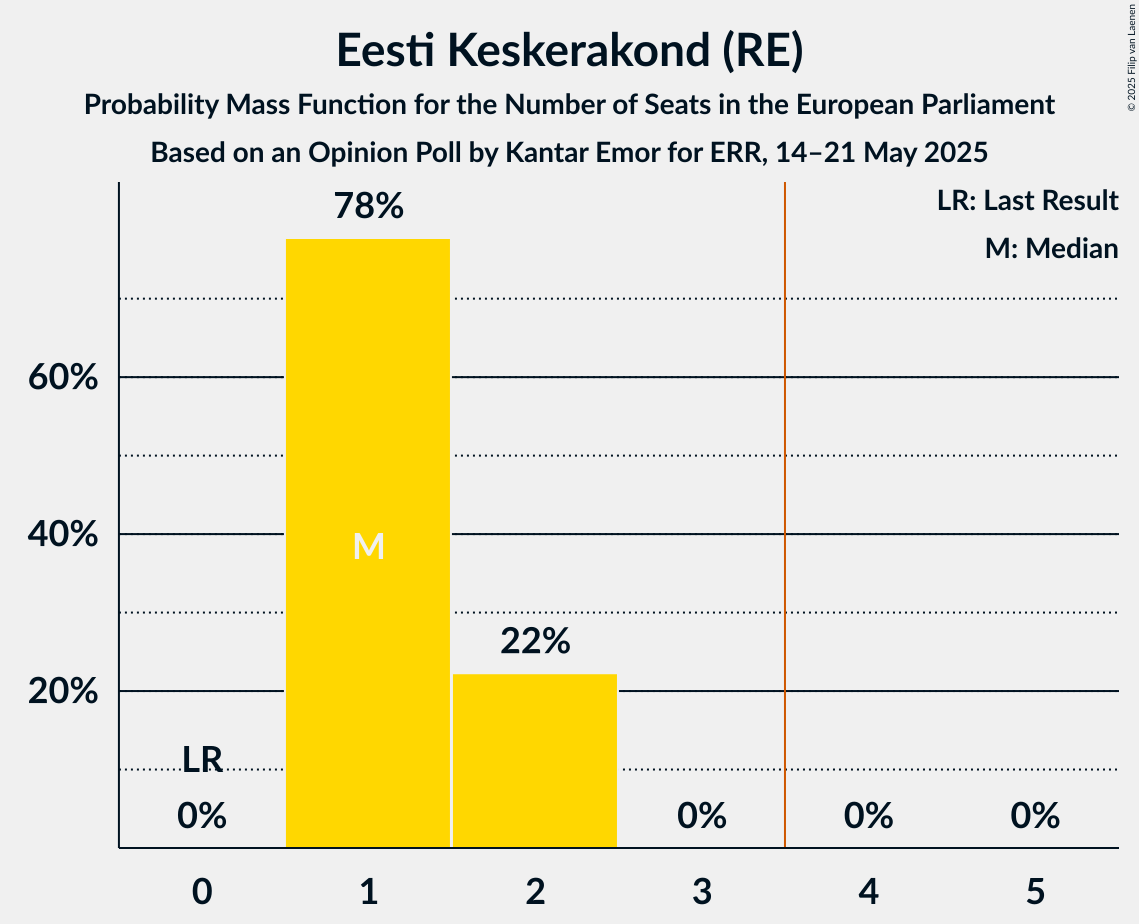 Eesti Keskerakond (RE)
Probability Mass Function for the Number of Seats in the European Parliament
Based on an Opinion Poll by Kantar Emor for ERR, 14–21 May 2025
© 2025 Filip van Laenen
LR: Last Result
M: Median
78%
60%
40%
M
22%
20%
LR
0%
0%
0%
0%
0 1 2 3 4 5